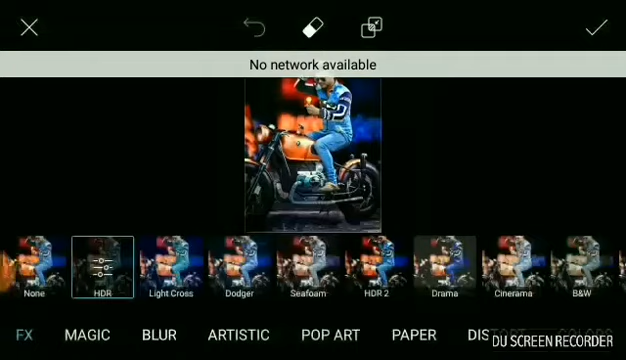 No network available
None HDR Light Cross Dodger Seafoam HDR 2 Drama Cinerama B&W
FX MAGIC BLUR ARTISTIC POP ART PAPER
DU SCREEN RECORDER